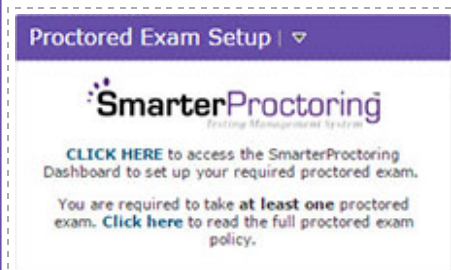 Proctored Exam Setup |
SmarterProctoring
Testing Management System
CLICK HERE to access the SmarterProctoring
Dashboard to set up your required proctored exam.
You are required to take at least one proctored
exam. Click here to read the full proctored exam
policy.